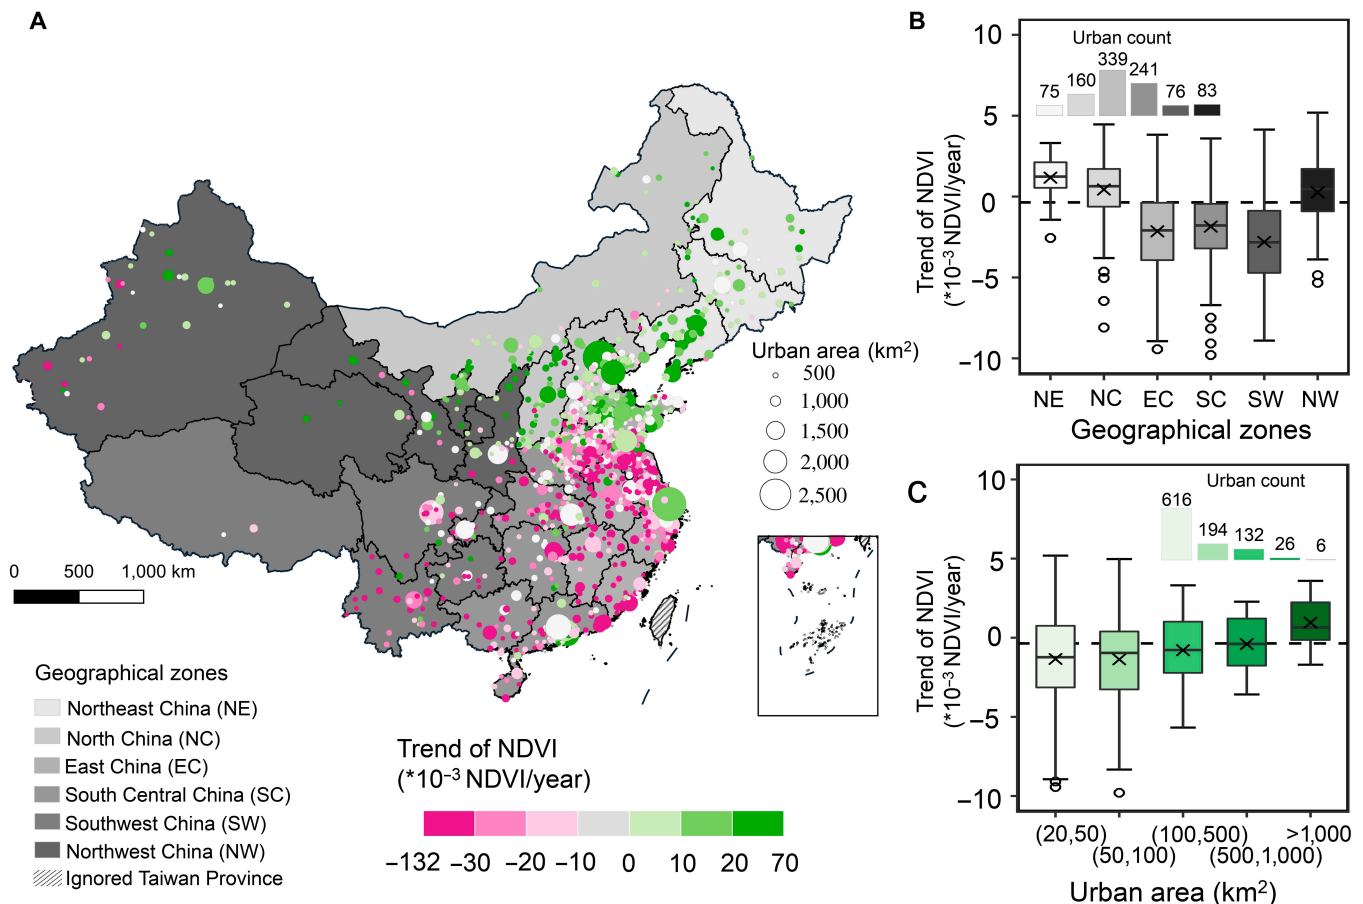 A
Urban area (km²)
500
1,000
1,500
2,000
2,500
0 500 1,000 km
Geographical zones
Northeast China (NE)
North China (NC)
East China (EC)
South Central China (SC)
Southwest China (SW)
Northwest China (NW)
Ignored Taiwan Province
Trend of NDVI
(*10⁻³ NDVI/year)
−132 −30 −20 −10 0 10 20 70
B
Urban count
75 160 339 241 76 83
10
5
0
−5
−10
Trend of NDVI
(*10⁻³ NDVI/year)
NE NC EC SC SW NW
Geographical zones
C
Urban count
616 194 132 26 6
10
5
0
−5
−10
Trend of NDVI
(*10⁻³ NDVI/year)
(20,50) (100,500) >1,000
(50,100) (500,1,000)
Urban area (km²)